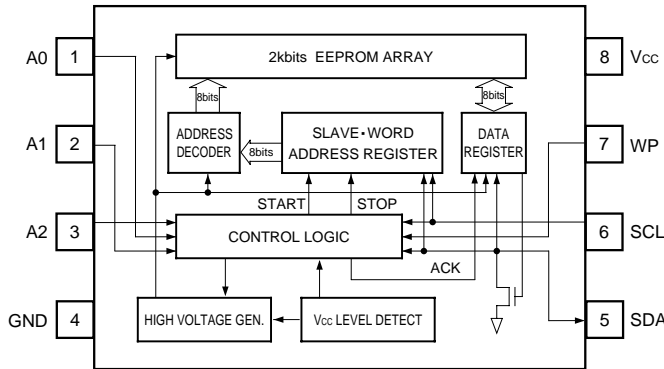 A0 1
2kbits EEPROM ARRAY
8 Vcc
8bits
8bits
A1 2
ADDRESS
DECODER
8bits
SLAVE・WORD
ADDRESS REGISTER
DATA
REGISTER
7 WP
START
STOP
A2 3
CONTROL LOGIC
6 SCL
ACK
GND 4
HIGH VOLTAGE GEN.
Vcc LEVEL DETECT
5 SDA